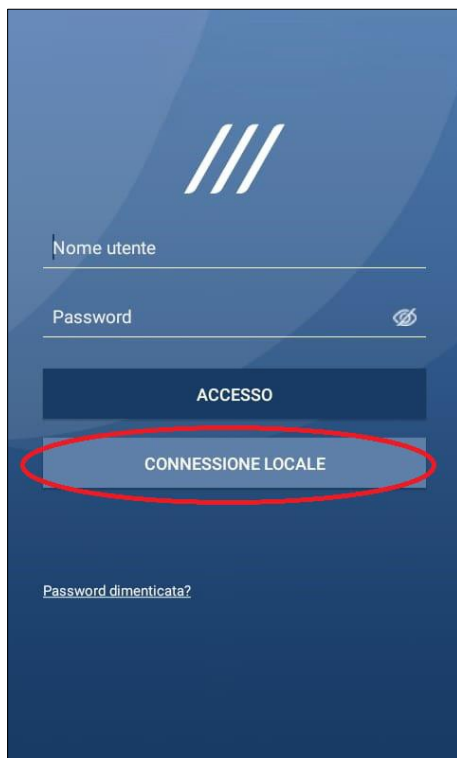 Nome utente
Password
ACCESSO
CONNESSIONE LOCALE
Password dimenticata?